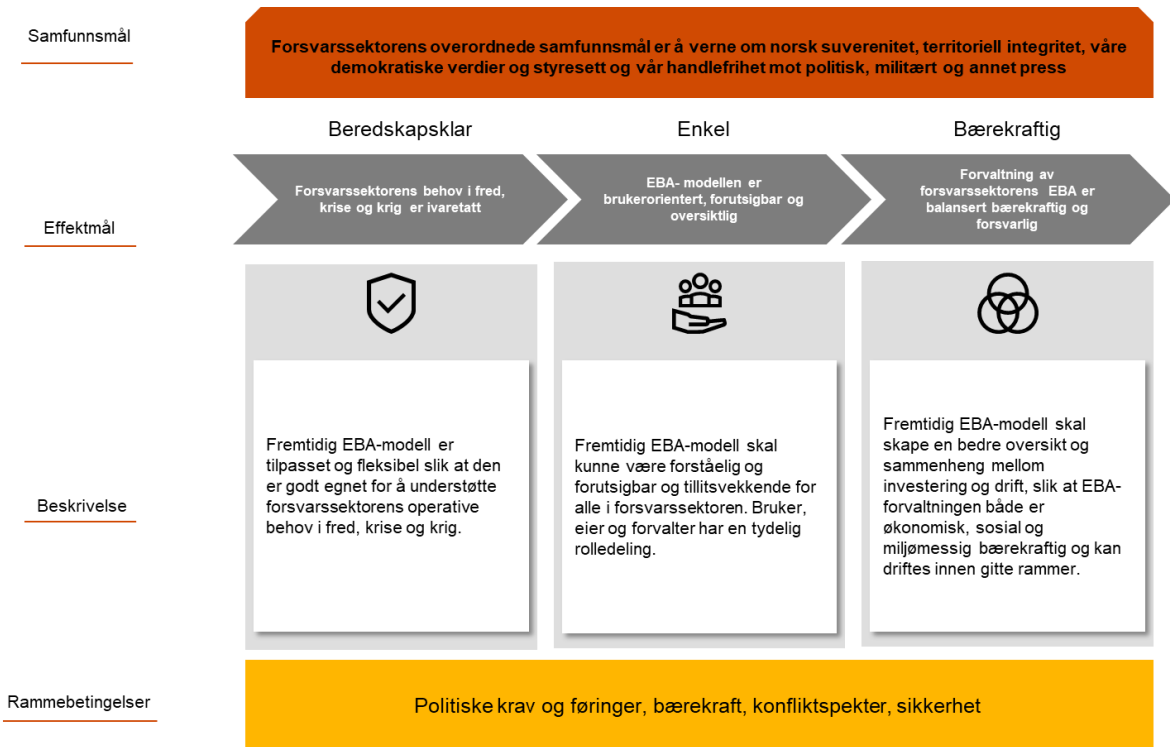 Samfunnsmål
Forsvarssektorens overordnede samfunnsmål er å verne om norsk suverenitet, territoriell integritet, våre
demokratiske verdier og styresett og vår handlefrihet mot politisk, militært og annet press
Effektmål
Beredskapsklar
Forsvarssektorens behov i fred,
krise og krig er ivaretatt
Enkel
EBA- modellen er
brukerorientert, forutsigbar og
oversiktlig
Bærekraftig
Forvaltning av
forsvarssektorens EBA er
balansert bærekraftig og
forsvarlig
Beskrivelse
Fremtidig EBA-modell er
tilpasset og fleksibel slik at den
er godt egnet for å understøtte
forsvarssektorens operative
behov i fred, krise og krig.
Fremtidig EBA-modell skal
kunne være forståelig og
forutsigbar og tillitsvekkende for
alle i forsvarssektoren. Bruker,
eier og forvalter har en tydelig
rolledeling.
Fremtidig EBA-modell skal
skape en bedre oversikt og
sammenheng mellom
investering og drift, slik at EBA-
forvaltningen både er
økonomisk, sosial og
miljømessig bærekraftig og kan
driftes innen gitte rammer.
Rammebetingelser
Politiske krav og føringer, bærekraft, konfliktspekter, sikkerhet